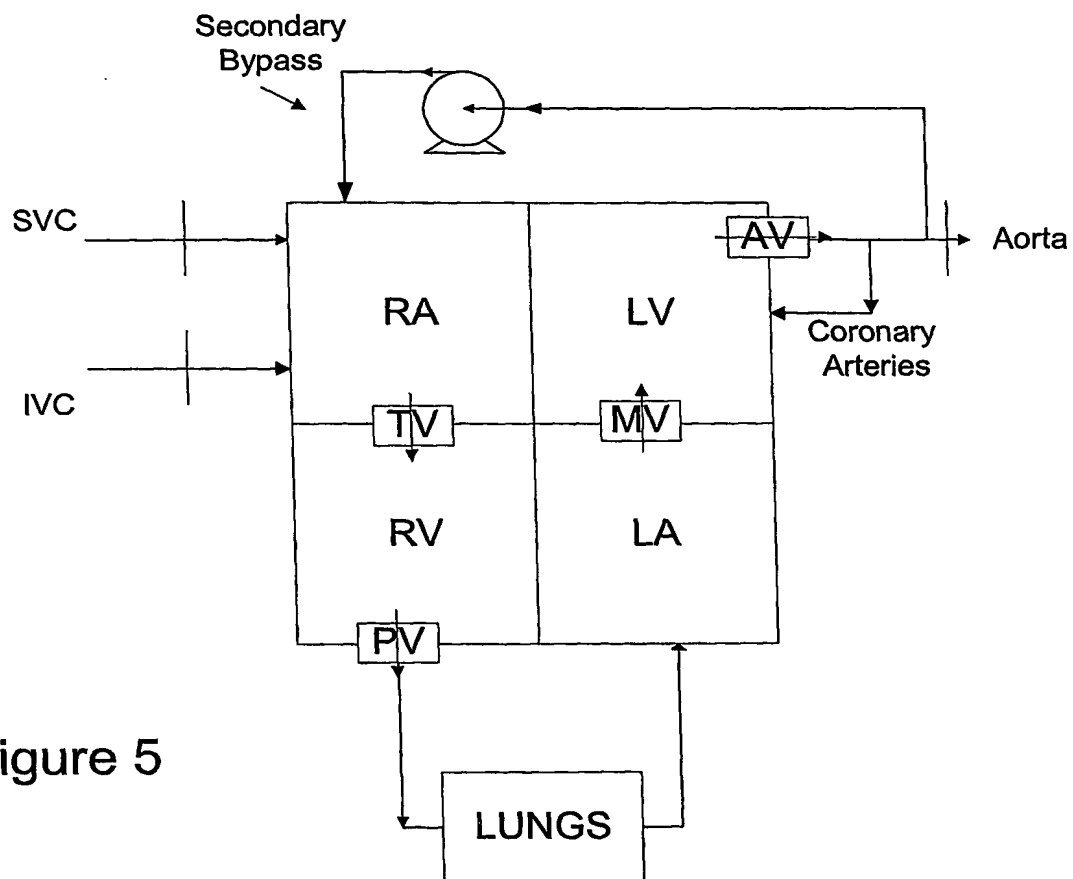 Secondary
Bypass
SVC
AV
Aorta
RA
LV
Coronary
Arteries
IVC
TV
MV
RV
LA
PV
igure 5
LUNGS